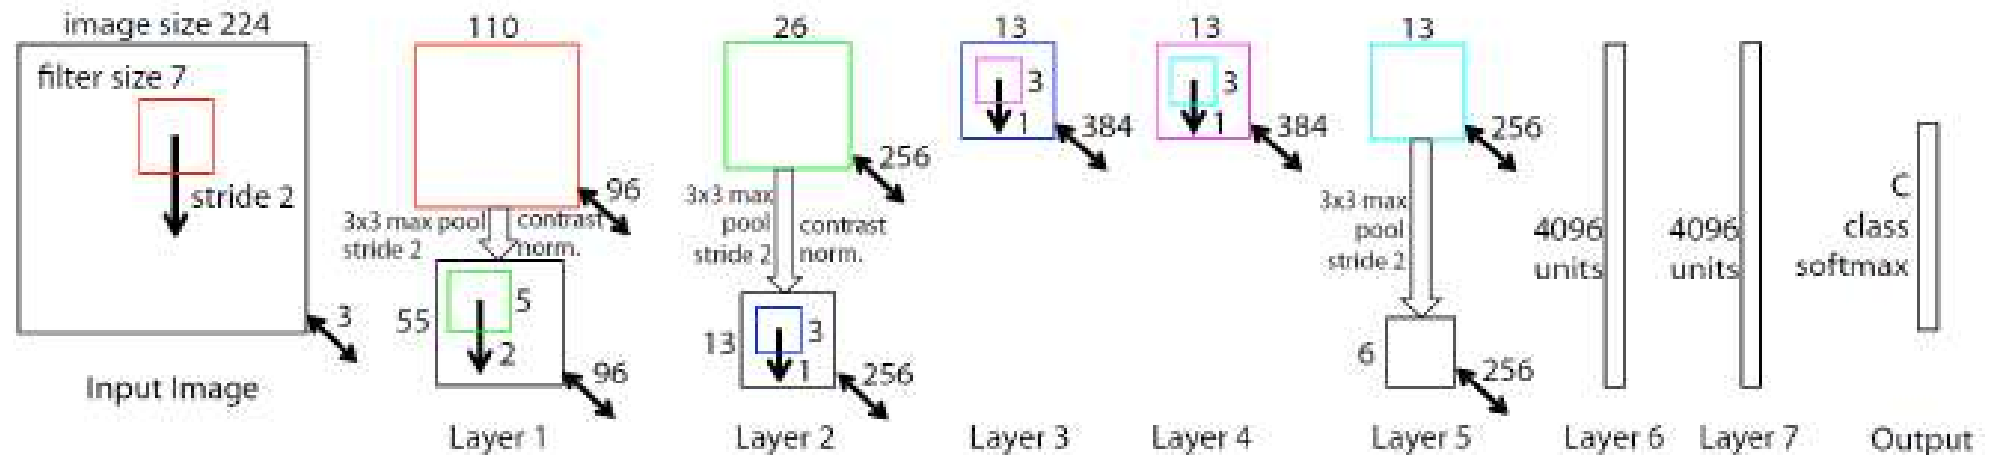 image size 224
filter size 7
stride 2
3
Input Image
110
96
3x3 max pool
stride 2
contrast
norm.
55
5
2
96
Layer 1
26
256
3x3 max
pool
stride 2
contrast
norm.
13
3
1
256
Layer 2
13
3
1
384
Layer 3
13
3
1
384
Layer 4
13
256
3x3 max
pool
stride 2
6
256
Layer 5
4096
units
Layer 6
4096
units
Layer 7
C
class
softmax
Output